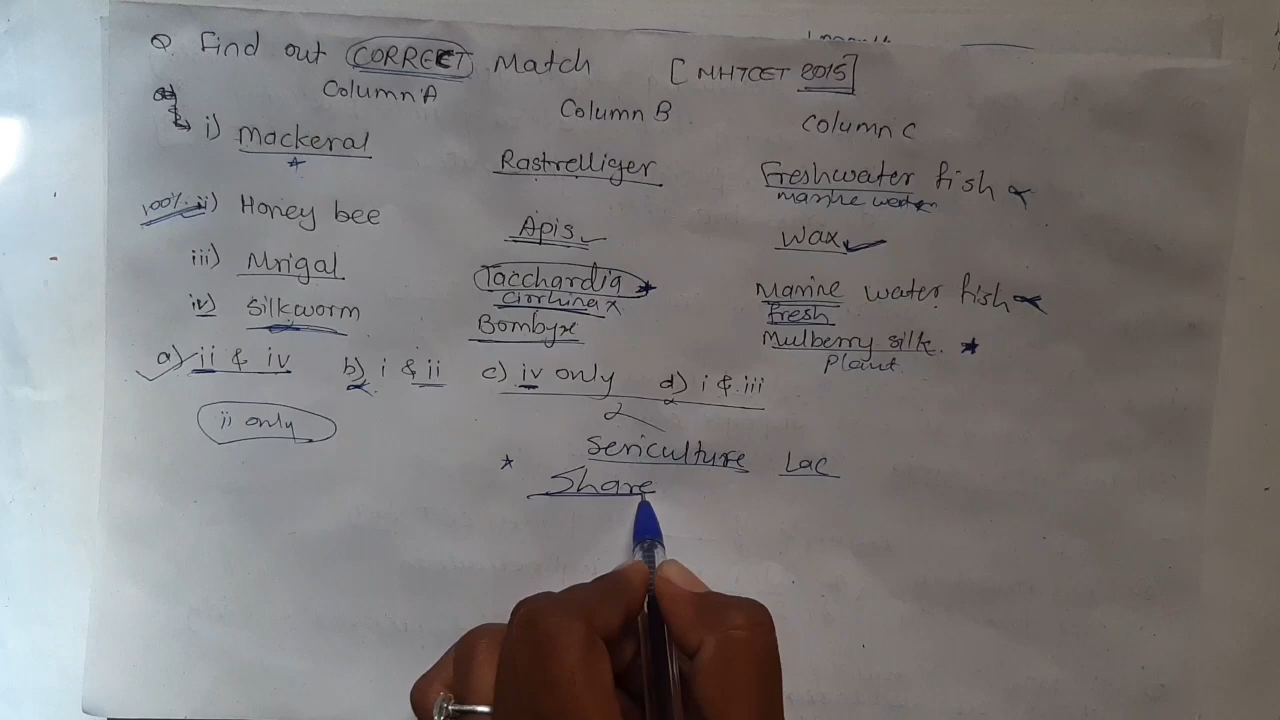 Q Find out CORRECT Match [MHTCET 2015]
Column A Column B Column C
i) Mackeral Rastrelliger Freshwater fish
marine water
100% ii) Honey bee Apis Wax
iii) Mrigal Tacchardia Marine water fish
Cirrhina fresh
iv) Silkworm Bombyx Mulberry silk.
Plant
a) ii & iv b) i & ii c) iv only d) i & iii
ii only
Sericulture Lac
Share